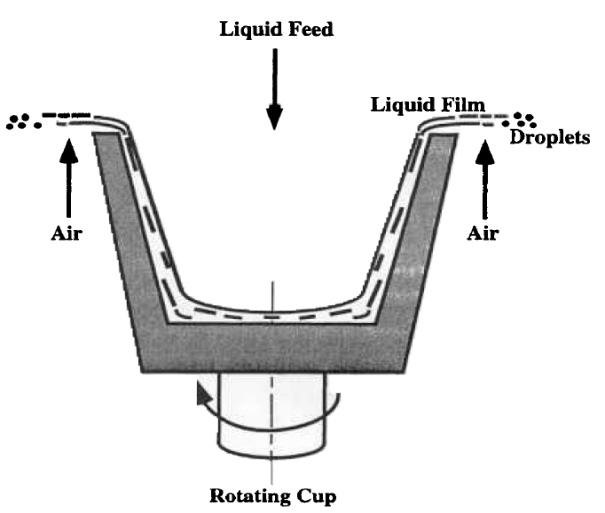 Liquid Feed
Liquid Film
Droplets
Air
Air
Rotating Cup